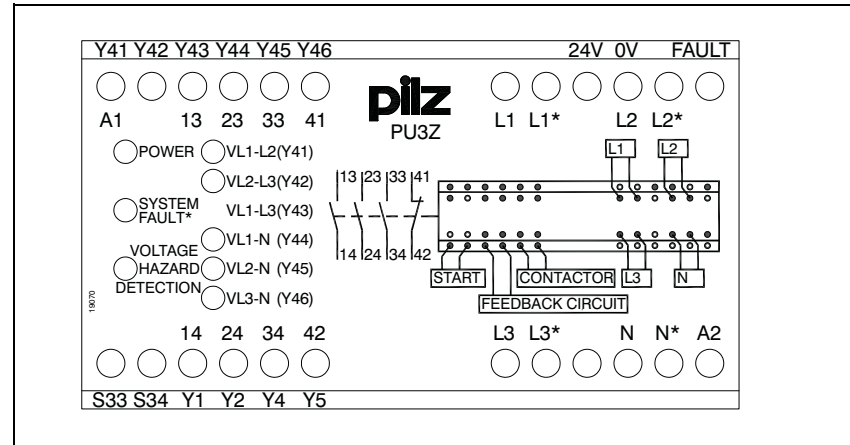 Y41 Y42 Y43 Y44 Y45 Y46 24V 0V FAULT
A1 13 23 33 41 L1 L1* L2 L2*
pilz
PU3Z
POWER VL1-L2(Y41)
VL2-L3(Y42)
SYSTEM
FAULT* VL1-L3(Y43)
VL1-N (Y44)
VOLTAGE
HAZARD VL2-N (Y45)
DETECTION
VL3-N (Y46)
13 23 33 41
14 24 34 42
L1 L2
START CONTACTOR L3 N
FEEDBACK CIRCUIT
19070
14 24 34 42 L3 L3* N N* A2
S33 S34 Y1 Y2 Y4 Y5